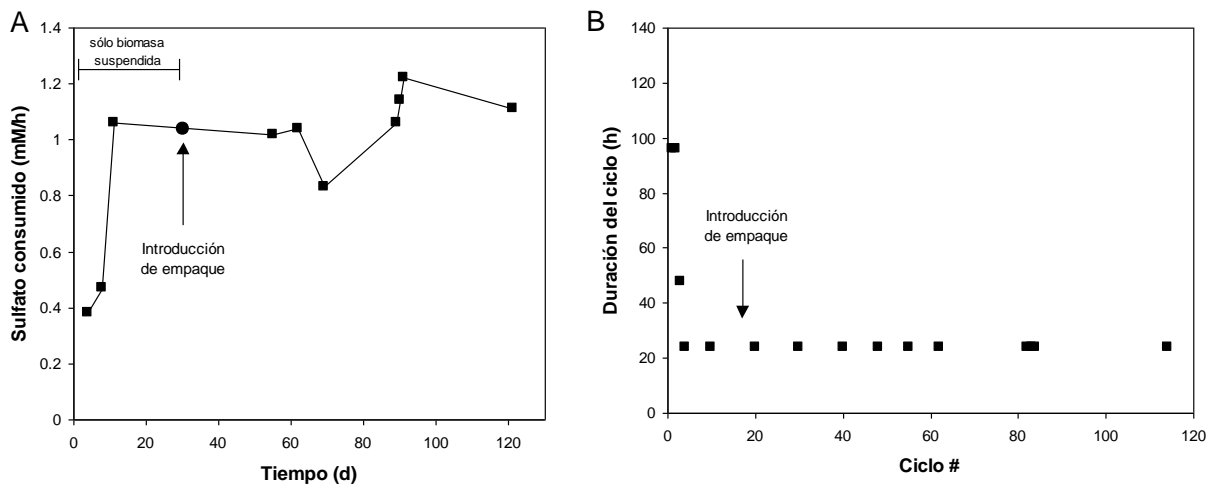 A
sólo biomasa
suspendida
Introducción
de empaque
Sulfato consumido (mM/h)
1.4
1.2
1
0.8
0.6
0.4
0.2
0
0 20 40 60 80 100 120
Tiempo (d)
B
Introducción
de empaque
Duración del ciclo (h)
140
120
100
80
60
40
20
0
0 20 40 60 80 100 120
Ciclo #